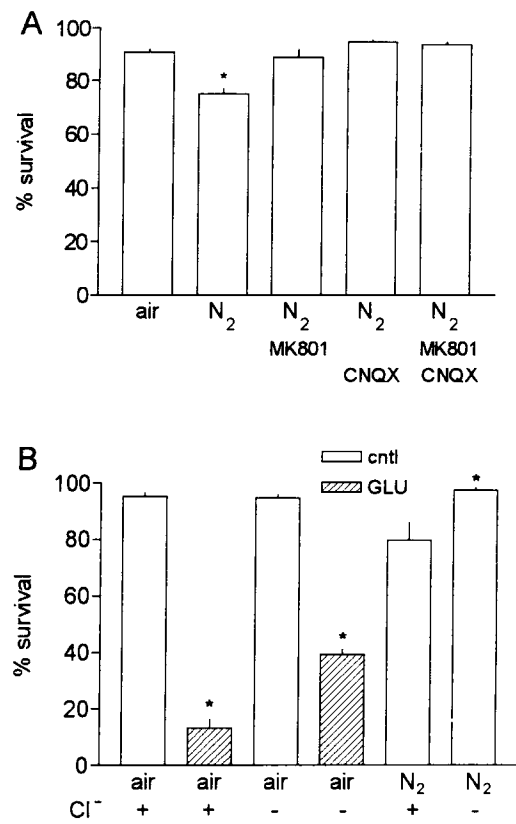 A
% survival
100
80
60
40
20
0
*
air N₂ N₂ N₂ N₂
MK801 MK801
CNQX CNQX
B
% survival
cntl
GLU
100
80
60
40
20
0
* * *
air air air air N₂ N₂
Cl⁻ + + - - + -